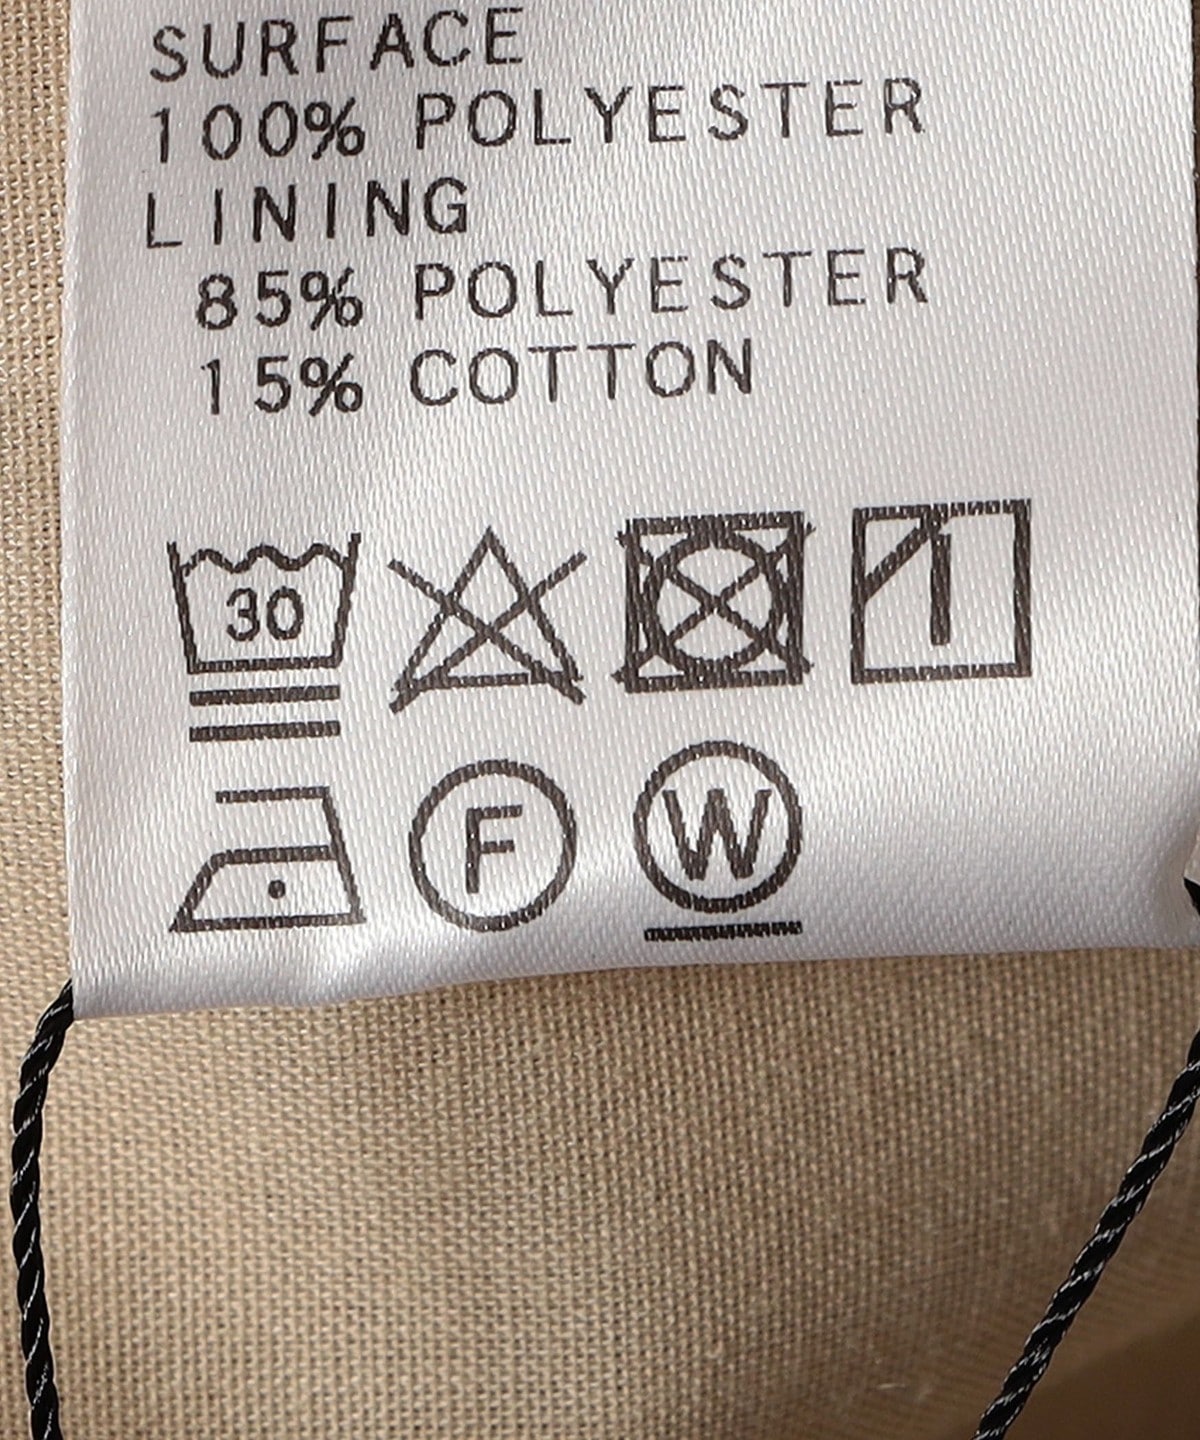 SURFACE
100% POLYESTER
LINING
85% POLYESTER
15% COTTON
30
F W